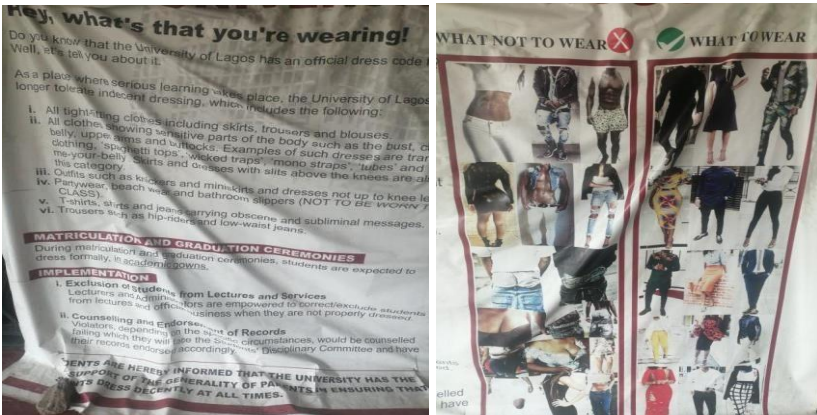 Hey, what's that you're wearing!
Do you know that the University of Lagos has an official dress code
Well, let's tell you about it.
As a place where serious learning takes place, the University of Lagos
longer tolerate indecent dressing, which includes the following:
i. All tight-fitting clothes including skirts, trousers and blouses.
ii. All clothes showing sensitive parts of the body such as the bust,
belly, upper arms and buttocks. Examples of such dresses are
clothing, 'spaghetti tops', 'wicked traps', 'mono straps', 'tubes' and
me-your-belly'. Skirts and dresses with slits above the knees are
this category.
iii. Outfits such as knickers and miniskirts and dresses not up to knee
iv. Partywear, beach wear and bathroom slippers (NOT TO BE WORN
CLASS).
v. T-shirts, shirts and jeans carrying obscene and subliminal messages.
vi. Trousers such as hip-riders and low-waist jeans.
MATRICULATION AND GRADUATION CEREMONIES
During matriculation and graduation ceremonies, students are expected to
dress formally, in academic gowns.
IMPLEMENTATION
i. Exclusion of Students from Lectures and Services
Lecturers and are empowered to correct/exclude students
from lectures and official business when they are not properly dressed
ii. Counselling and of Records
Violators, depending on the circumstances, would be counselled
failing which they will face the Students' Disciplinary Committee and have
their records endorsed accordingly.
ARE HEREBY INFORMED THAT THE UNIVERSITY HAS THE
SUPPORT OF THE GENERALITY OF PARENTS IN ENSURING THAT
DRESS DECENTLY AT ALL TIMES.
WHAT NOT TO WEAR
WHAT TO WEAR
elled
have